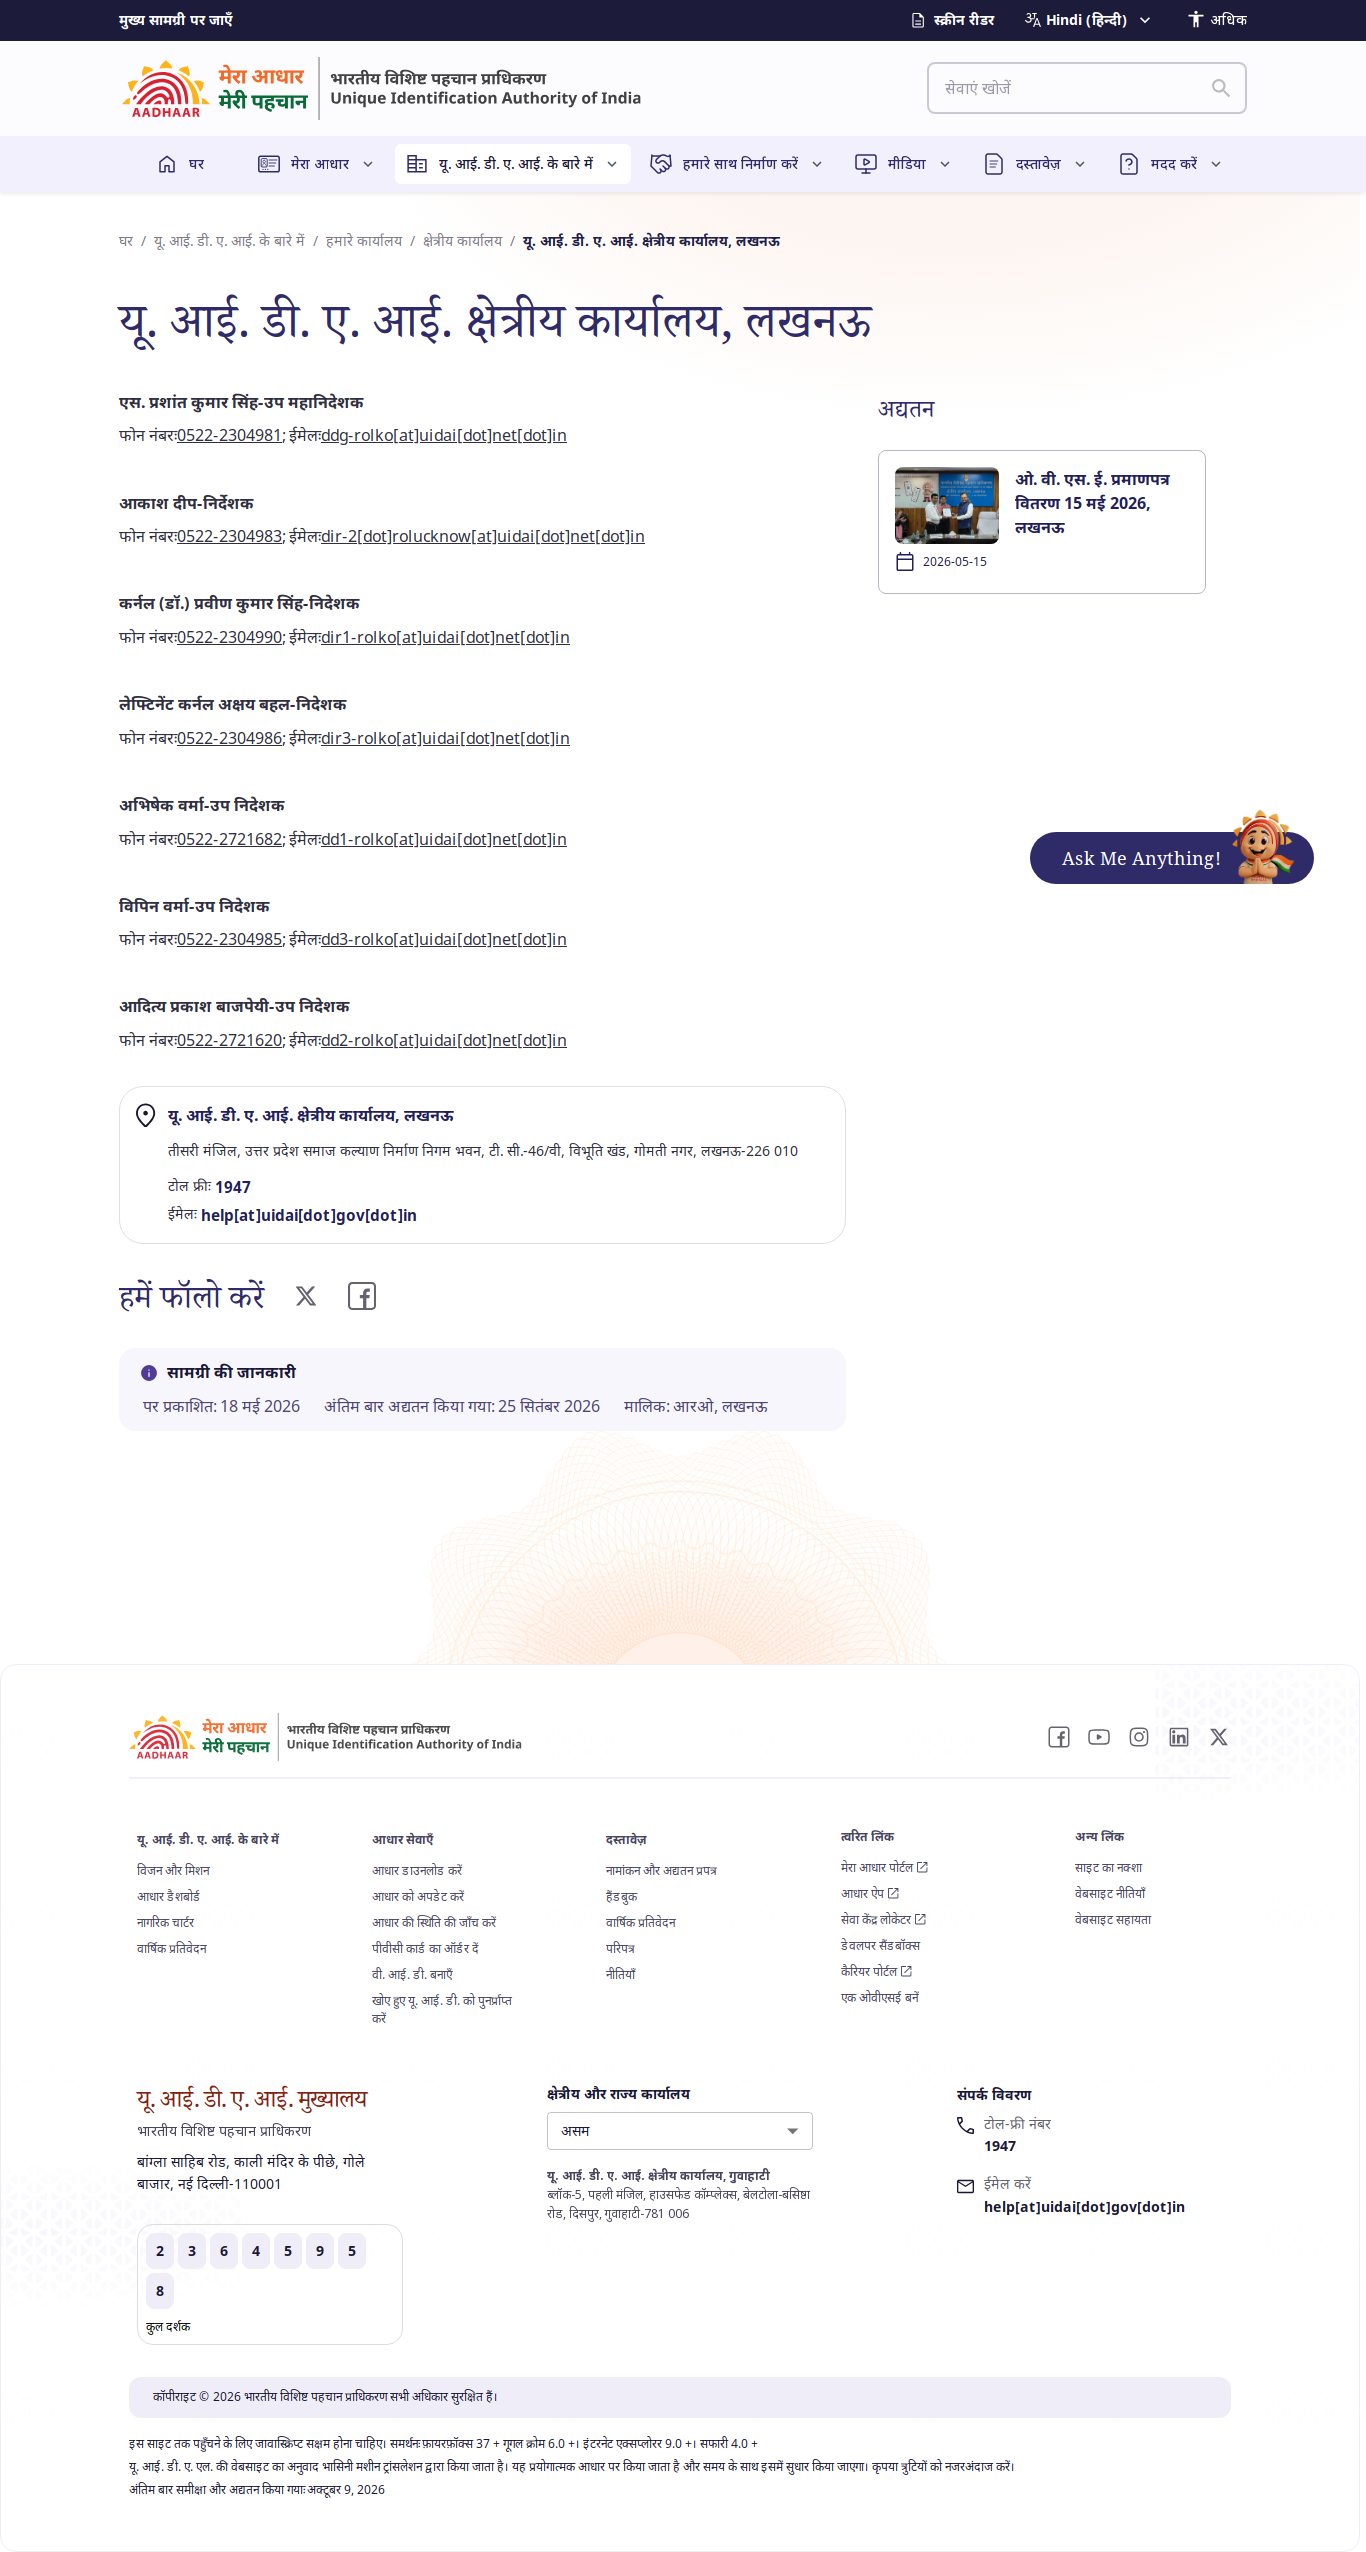 मुख्य सामग्री पर जाएँ
स्क्रीन रीडर
Hindi (हिन्दी)
अधिक
AADHAAR
मेरा आधार
मेरी पहचान
भारतीय विशिष्ट पहचान प्राधिकरण
Unique Identification Authority of India
सेवाएं खोजें
घर
मेरा आधार
यू. आई. डी. ए. आई. के बारे में
हमारे साथ निर्माण करें
मीडिया
दस्तावेज़
मदद करें
घर / यू. आई. डी. ए. आई. के बारे में / हमारे कार्यालय / क्षेत्रीय कार्यालय / यू. आई. डी. ए. आई. क्षेत्रीय कार्यालय, लखनऊ
यू. आई. डी. ए. आई. क्षेत्रीय कार्यालय, लखनऊ
एस. प्रशांत कुमार सिंह-उप महानिदेशक
फोन नंबरः0522-2304981; ईमेलःddg-rolko[at]uidai[dot]net[dot]in
आकाश दीप-निर्देशक
फोन नंबरः0522-2304983; ईमेलःdir-2[dot]rolucknow[at]uidai[dot]net[dot]in
कर्नल (डॉ.) प्रवीण कुमार सिंह-निदेशक
फोन नंबरः0522-2304990; ईमेलःdir1-rolko[at]uidai[dot]net[dot]in
लेफ्टिनेंट कर्नल अक्षय बहल-निदेशक
फोन नंबरः0522-2304986; ईमेलःdir3-rolko[at]uidai[dot]net[dot]in
अभिषेक वर्मा-उप निदेशक
फोन नंबरः0522-2721682; ईमेलःdd1-rolko[at]uidai[dot]net[dot]in
विपिन वर्मा-उप निदेशक
फोन नंबरः0522-2304985; ईमेलःdd3-rolko[at]uidai[dot]net[dot]in
आदित्य प्रकाश बाजपेयी-उप निदेशक
फोन नंबरः0522-2721620; ईमेलःdd2-rolko[at]uidai[dot]net[dot]in
अद्यतन
ओ. वी. एस. ई. प्रमाणपत्र
वितरण 15 मई 2026,
लखनऊ
2026-05-15
Ask Me Anything!
यू. आई. डी. ए. आई. क्षेत्रीय कार्यालय, लखनऊ
तीसरी मंजिल, उत्तर प्रदेश समाज कल्याण निर्माण निगम भवन, टी. सी.-46/वी, विभूति खंड, गोमती नगर, लखनऊ-226 010
टोल फ्रीः 1947
ईमेलः help[at]uidai[dot]gov[dot]in
हमें फॉलो करें
सामग्री की जानकारी
पर प्रकाशित: 18 मई 2026 अंतिम बार अद्यतन किया गया: 25 सितंबर 2026 मालिक: आरओ, लखनऊ
AADHAAR
मेरा आधार
मेरी पहचान
भारतीय विशिष्ट पहचान प्राधिकरण
Unique Identification Authority of India
यू. आई. डी. ए. आई. के बारे में
विजन और मिशन
आधार डैशबोर्ड
नागरिक चार्टर
वार्षिक प्रतिवेदन
आधार सेवाएँ
आधार डाउनलोड करें
आधार को अपडेट करें
आधार की स्थिति की जाँच करें
पीवीसी कार्ड का ऑर्डर दें
वी. आई. डी. बनाएँ
खोए हुए यू. आई. डी. को पुनर्प्राप्त
करें
दस्तावेज़
नामांकन और अद्यतन प्रपत्र
हैंडबुक
वार्षिक प्रतिवेदन
परिपत्र
नीतियाँ
त्वरित लिंक
मेरा आधार पोर्टल
आधार ऐप
सेवा केंद्र लोकेटर
डेवलपर सैंडबॉक्स
कैरियर पोर्टल
एक ओवीएसई बनें
अन्य लिंक
साइट का नक्शा
वेबसाइट नीतियाँ
वेबसाइट सहायता
यू. आई. डी. ए. आई. मुख्यालय
भारतीय विशिष्ट पहचान प्राधिकरण
बांग्ला साहिब रोड, काली मंदिर के पीछे, गोले
बाजार, नई दिल्ली-110001
2 3 6 4 5 9 5
8
कुल दर्शक
क्षेत्रीय और राज्य कार्यालय
असम
यू. आई. डी. ए. आई. क्षेत्रीय कार्यालय, गुवाहाटी
ब्लॉक-5, पहली मंजिल, हाउसफेड कॉम्प्लेक्स, बेलटोला-बसिष्ठा
रोड, दिसपुर, गुवाहाटी-781 006
संपर्क विवरण
टोल-फ्री नंबर
1947
ईमेल करें
help[at]uidai[dot]gov[dot]in
कॉपीराइट © 2026 भारतीय विशिष्ट पहचान प्राधिकरण सभी अधिकार सुरक्षित हैं।
इस साइट तक पहुँचने के लिए जावास्क्रिप्ट सक्षम होना चाहिए। समर्थनःफ़ायरफ़ॉक्स 37 + गूगल क्रोम 6.0 +। इंटरनेट एक्सप्लोरर 9.0 +। सफारी 4.0 +
यू. आई. डी. ए. एल. की वेबसाइट का अनुवाद भासिनी मशीन ट्रांसलेशन द्वारा किया जाता है। यह प्रयोगात्मक आधार पर किया जाता है और समय के साथ इसमें सुधार किया जाएगा। कृपया त्रुटियों को नजरअंदाज करें।
अंतिम बार समीक्षा और अद्यतन किया गयाःअक्टूबर 9, 2026